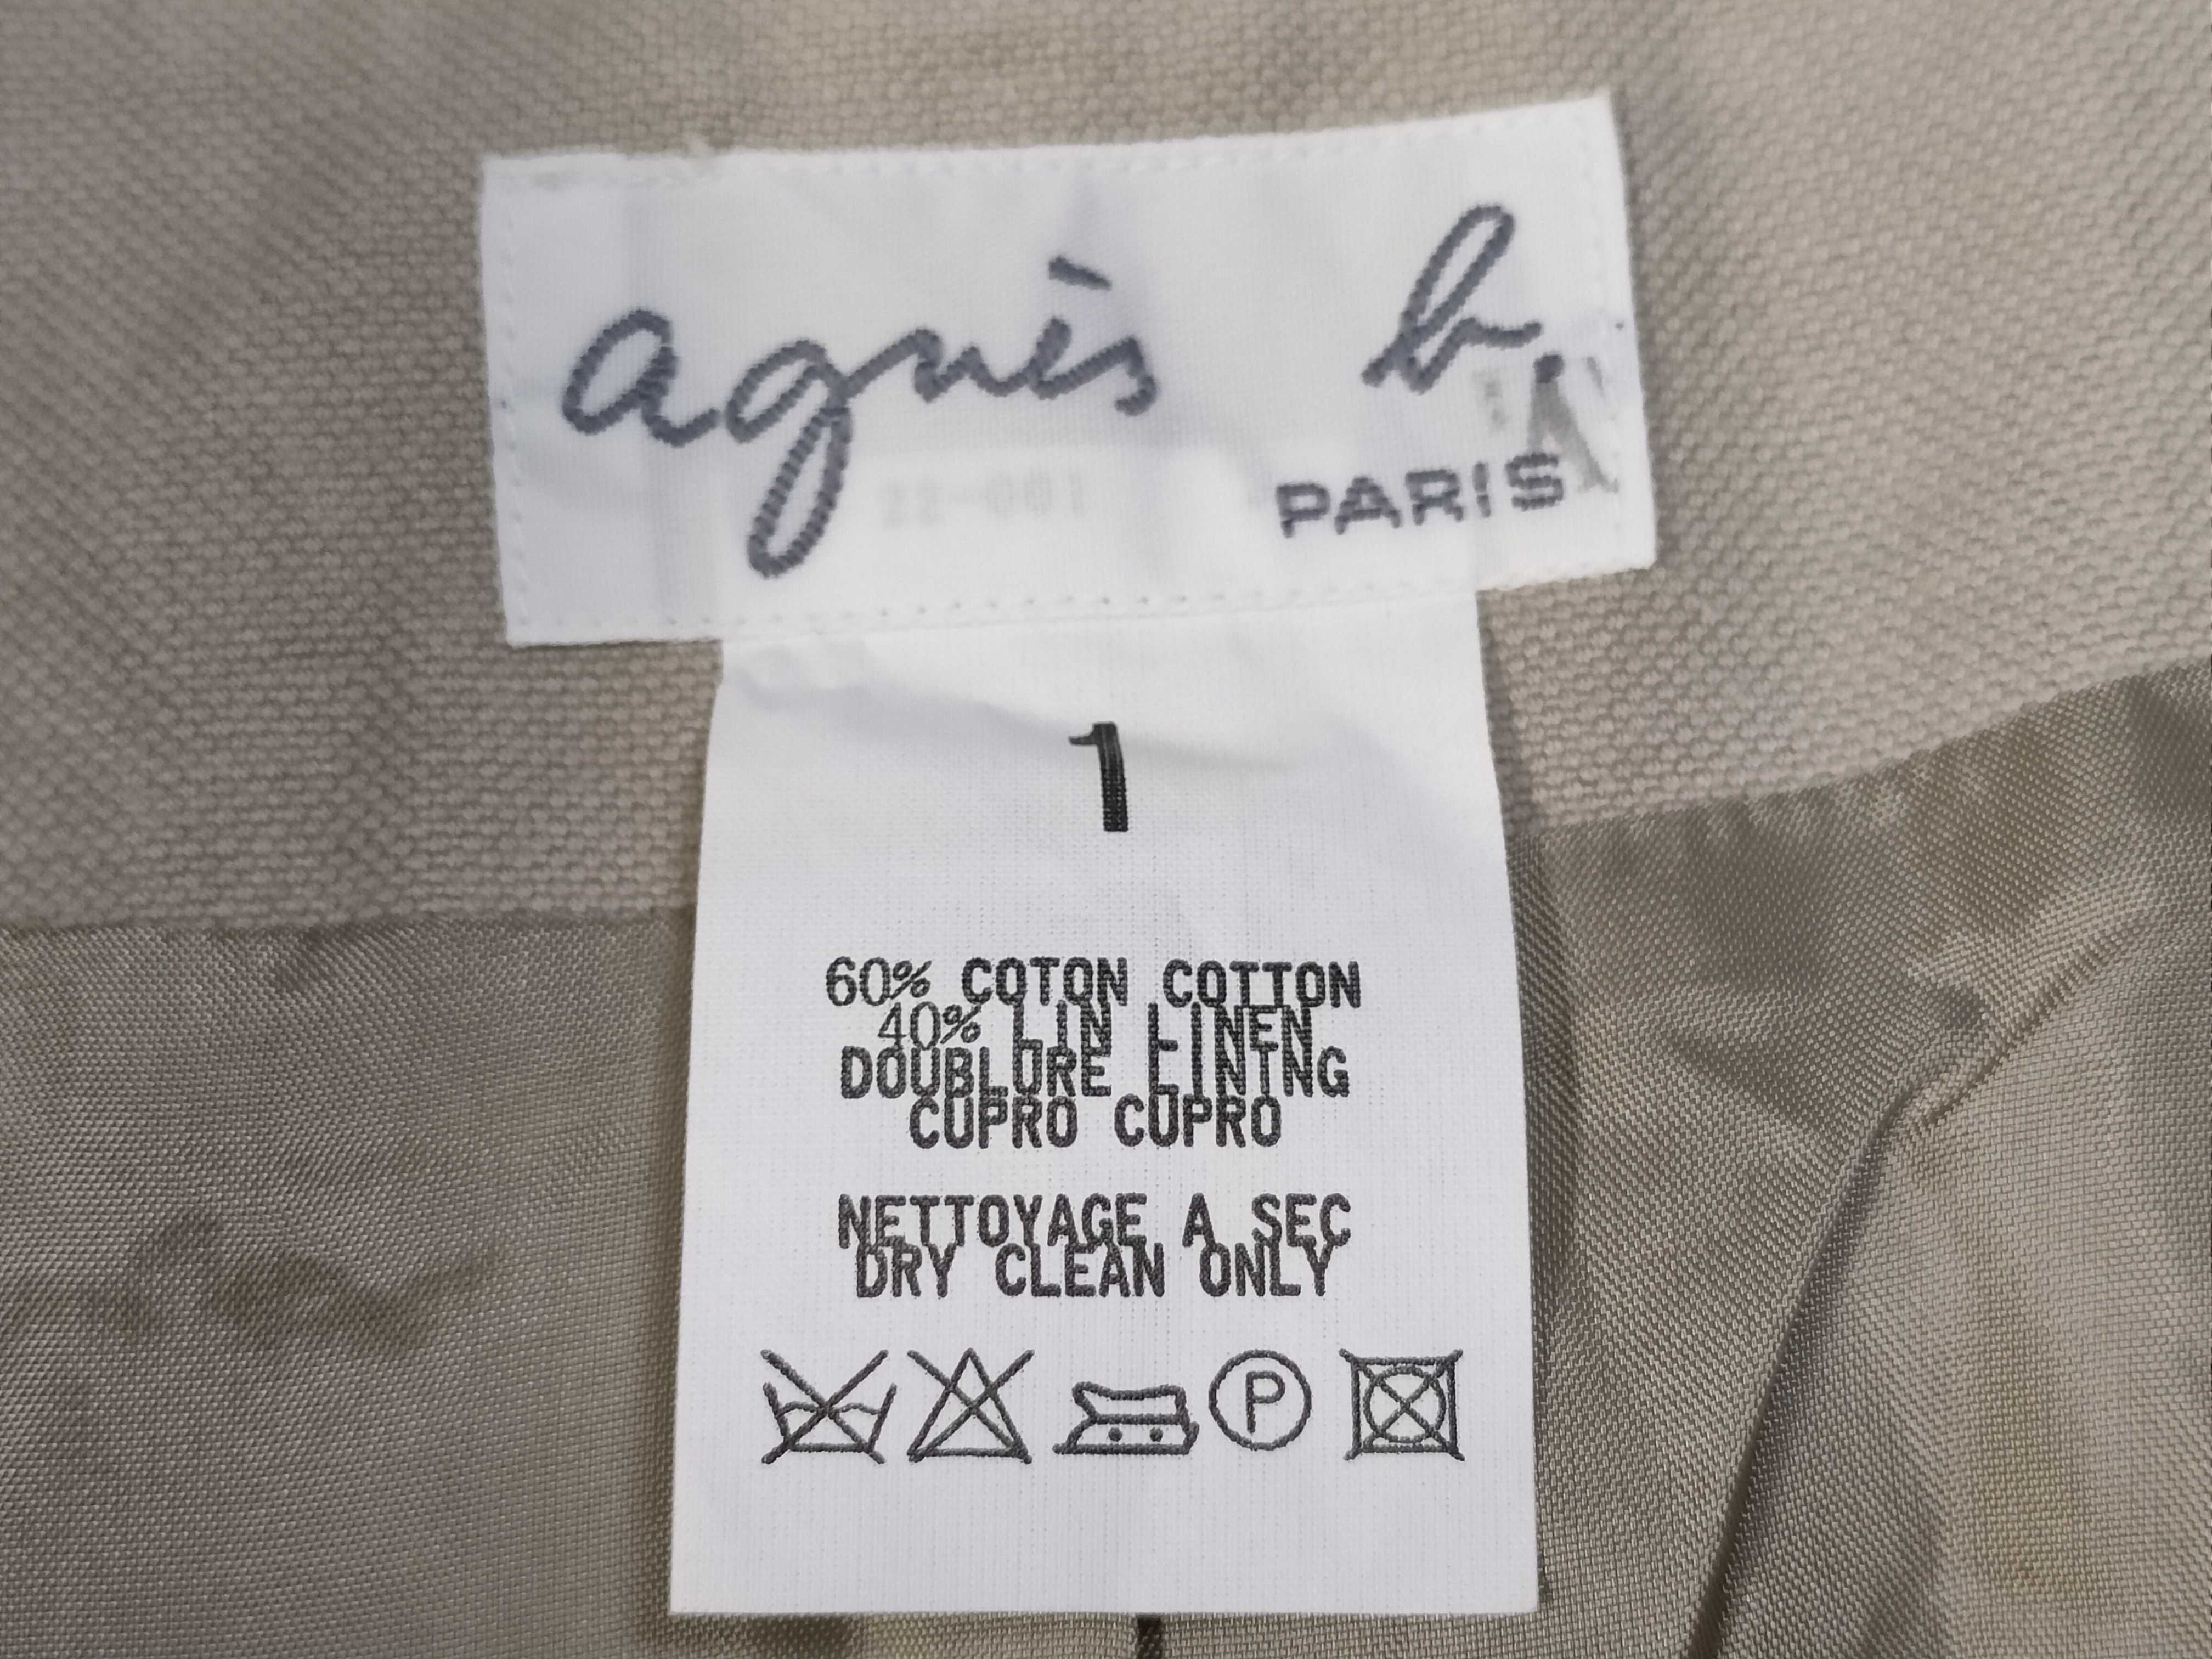 agnès b.
PARIS
1
60% COTON COTTON
40% LIN LINEN
DOUBLURE LINING
CUPRO CUPRO
NETTOYAGE A SEC
DRY CLEAN ONLY
P